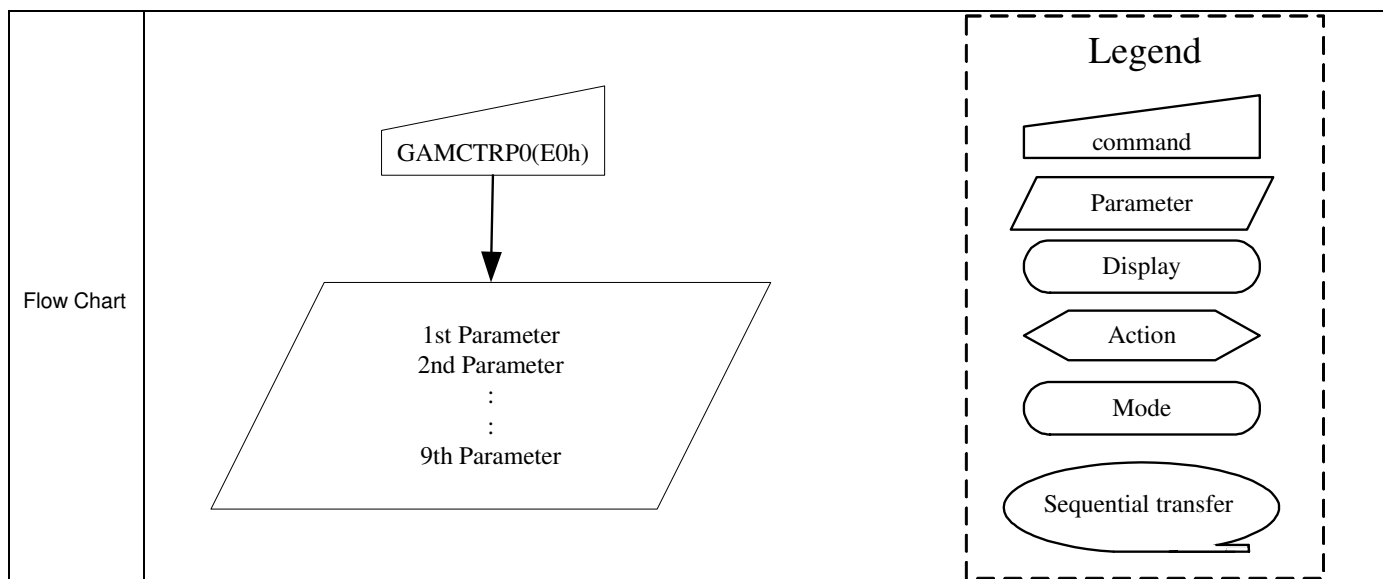 Flow Chart
GAMCTRP0(E0h)
1st Parameter
2nd Parameter
:
:
9th Parameter
Legend
command
Parameter
Display
Action
Mode
Sequential transfer